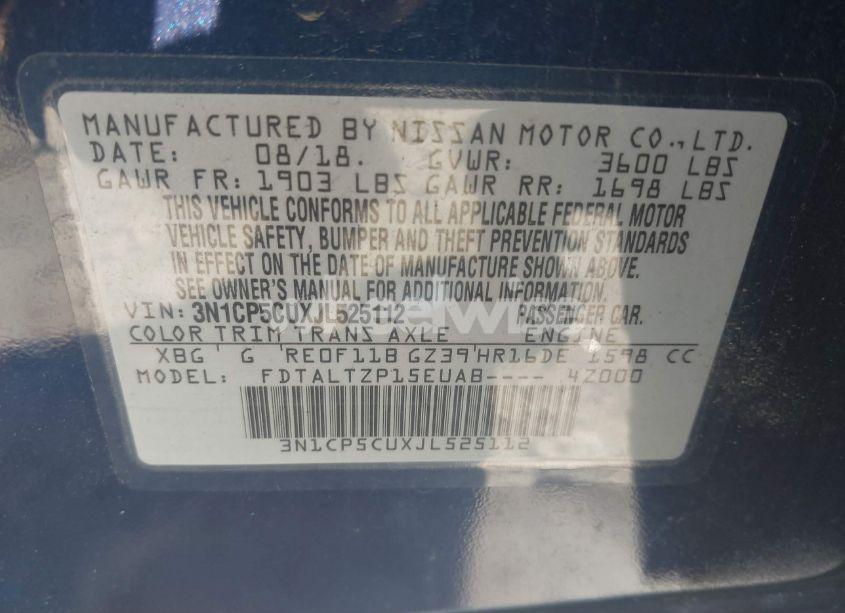 MANUFACTURED BY NISSAN MOTOR CO., LTD.
DATE: 08/18. GVWR: 3600 LBS
GAWR FR: 1903 LBS GAWR RR: 1698 LBS
THIS VEHICLE CONFORMS TO ALL APPLICABLE FEDERAL MOTOR
VEHICLE SAFETY, BUMPER AND THEFT PREVENTION STANDARDS
IN EFFECT ON THE DATE OF MANUFACTURE SHOWN ABOVE.
SEE OWNER'S MANUAL FOR ADDITIONAL INFORMATION.
VIN: 3N1CP5CUXJL525112 PASSENGER CAR.
COLOR TRIM TRANS AXLE ENGINE
XBG G RE0F11B GZ39 HR16DE 1598 CC
MODEL: FDTALTZP15EUAB---- 4Z000
3N1CP5CUXJL525112